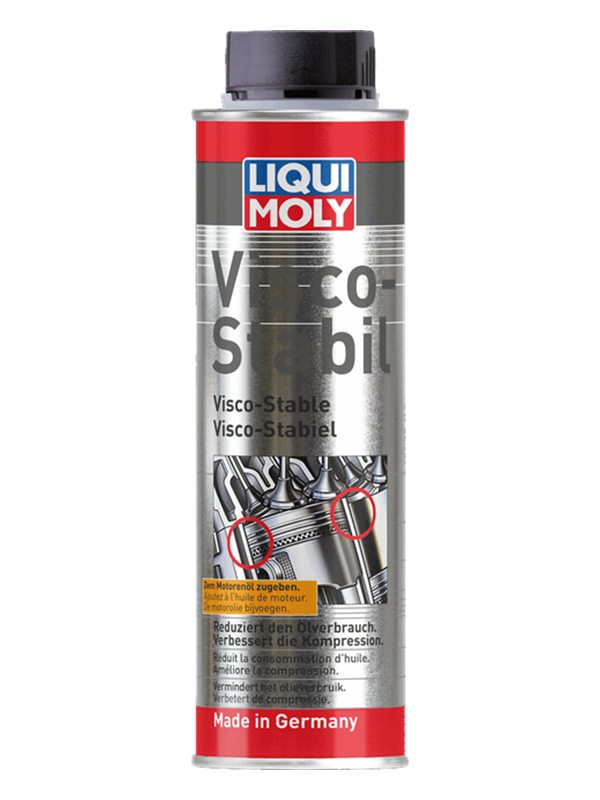 LIQUI
MOLY
Visco-
Stabil
Visco-Stable
Visco-Stabiel
Dem Motorenöl zugeben.
Ajoutez à l'huile de moteur.
De motorolie bijvoegen.
Reduziert den Ölverbrauch.
Verbessert die Kompression.
Réduit la consommation d'huile.
Améliore la compression.
Vermindert het olieverbruik.
Verbetert de compressie.
Made in Germany